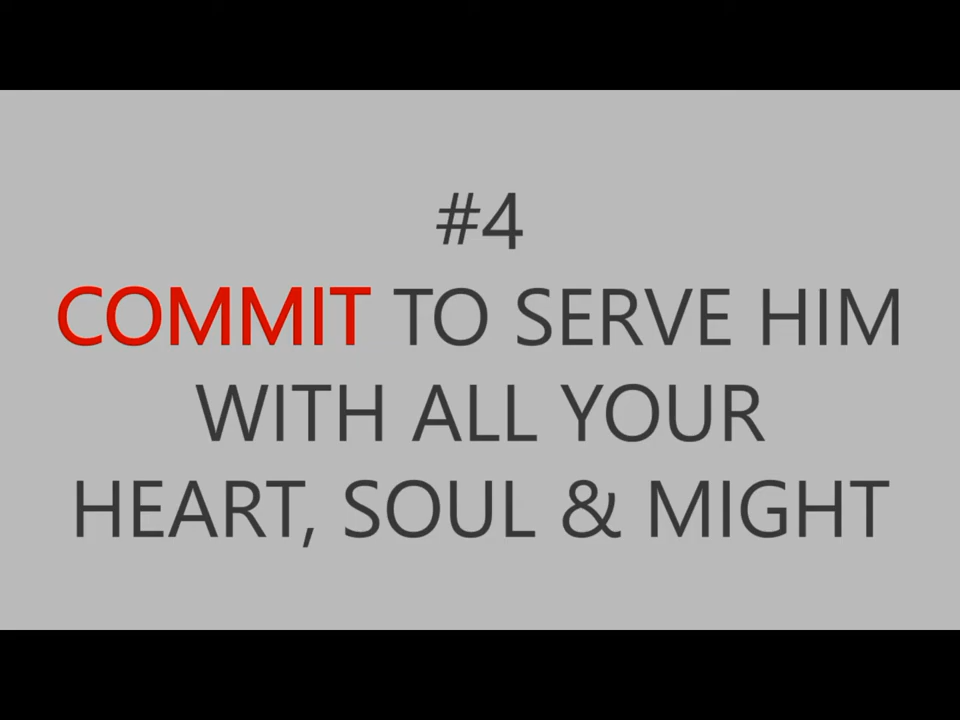 #4
COMMIT TO SERVE HIM
WITH ALL YOUR
HEART, SOUL & MIGHT